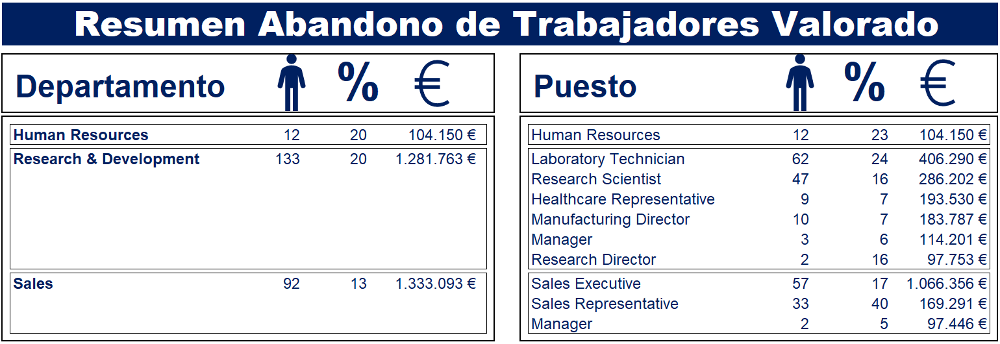 Resumen Abandono de Trabajadores Valorado
Departamento % €
Human Resources 12 20 104.150 €
Research & Development 133 20 1.281.763 €
Sales 92 13 1.333.093 €
Puesto % €
Human Resources 12 23 104.150 €
Laboratory Technician 62 24 406.290 €
Research Scientist 47 16 286.202 €
Healthcare Representative 9 7 193.530 €
Manufacturing Director 10 7 183.787 €
Manager 3 6 114.201 €
Research Director 2 16 97.753 €
Sales Executive 57 17 1.066.356 €
Sales Representative 33 40 169.291 €
Manager 2 5 97.446 €